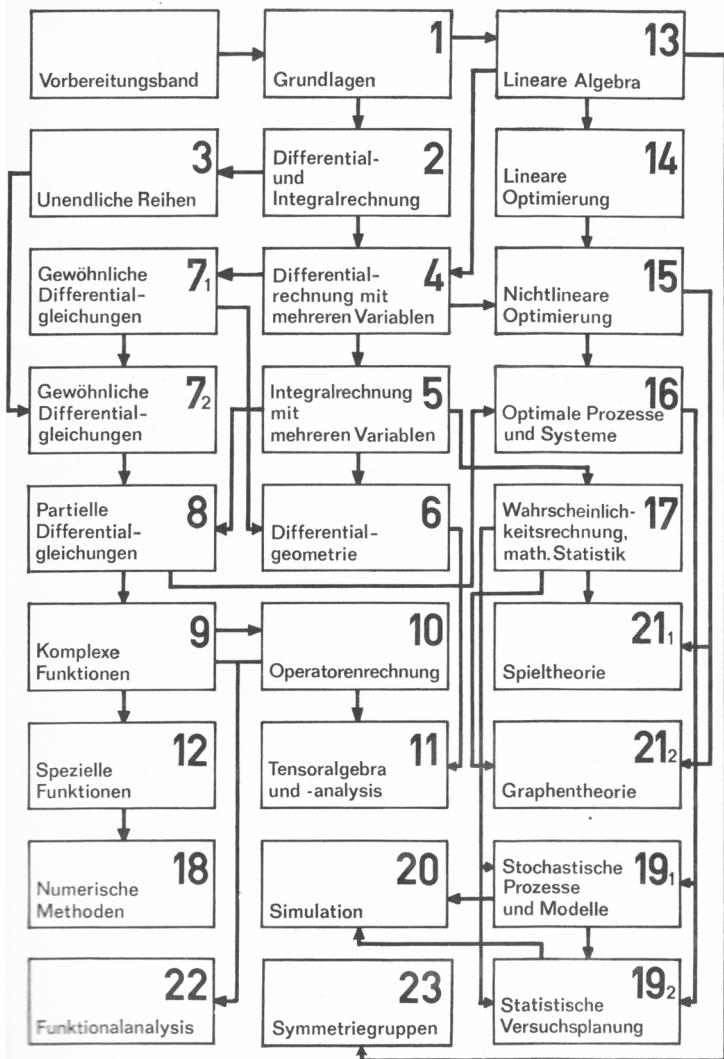 Vorbereitungsband
1
Grundlagen
13
Lineare Algebra
3
Unendliche Reihen
2
Differential-
und
Integralrechnung
14
Lineare
Optimierung
7₁
Gewöhnliche
Differential-
gleichungen
4
Differential-
rechnung mit
mehreren Variablen
15
Nichtlineare
Optimierung
7₂
Gewöhnliche
Differential-
gleichungen
5
Integralrechnung
mit
mehreren Variablen
16
Optimale Prozesse
und Systeme
8
Partielle
Differential-
gleichungen
6
Differential-
geometrie
17
Wahrscheinlich-
keitsrechnung,
math. Statistik
9
Komplexe
Funktionen
10
Operatorenrechnung
21₁
Spieltheorie
12
Spezielle
Funktionen
11
Tensoralgebra
und -analysis
21₂
Graphentheorie
18
Numerische
Methoden
20
Simulation
19₁
Stochastische
Prozesse
und Modelle
22
Funktionalanalysis
23
Symmetriegruppen
19₂
Statistische
Versuchsplanung